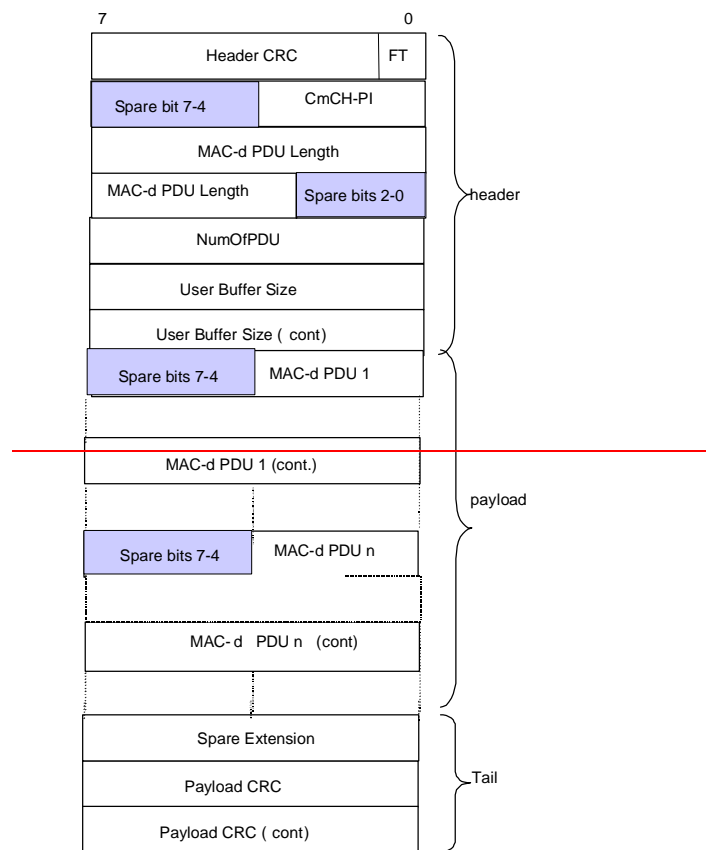 7 0
Header CRC FT
Spare bit 7-4 CmCH-PI
MAC-d PDU Length
MAC-d PDU Length Spare bits 2-0
header
NumOfPDU
User Buffer Size
User Buffer Size ( cont)
Spare bits 7-4 MAC-d PDU 1
MAC-d PDU 1 (cont.)
payload
Spare bits 7-4 MAC-d PDU n
MAC- d PDU n (cont)
Spare Extension
Tail
Payload CRC
Payload CRC ( cont)